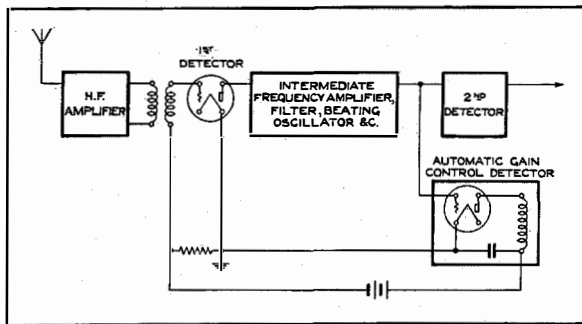 1ST
DETECTOR
H.F.
AMPLIFIER
INTERMEDIATE
FREQUENCY AMPLIFIER,
FILTER, BEATING
OSCILLATOR &C.
2ND
DETECTOR
AUTOMATIC GAIN
CONTROL DETECTOR